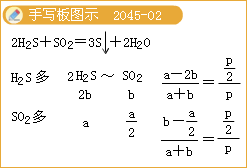 手写板图示 2045-02
2H₂S+SO₂=3S↓+2H₂O
H₂S多 2H₂S ~ SO₂ (a-2b)/(a+b) = (p/2)/p
2b b
SO₂多 a a/2 (b-a/2)/(a+b) = (p/2)/p